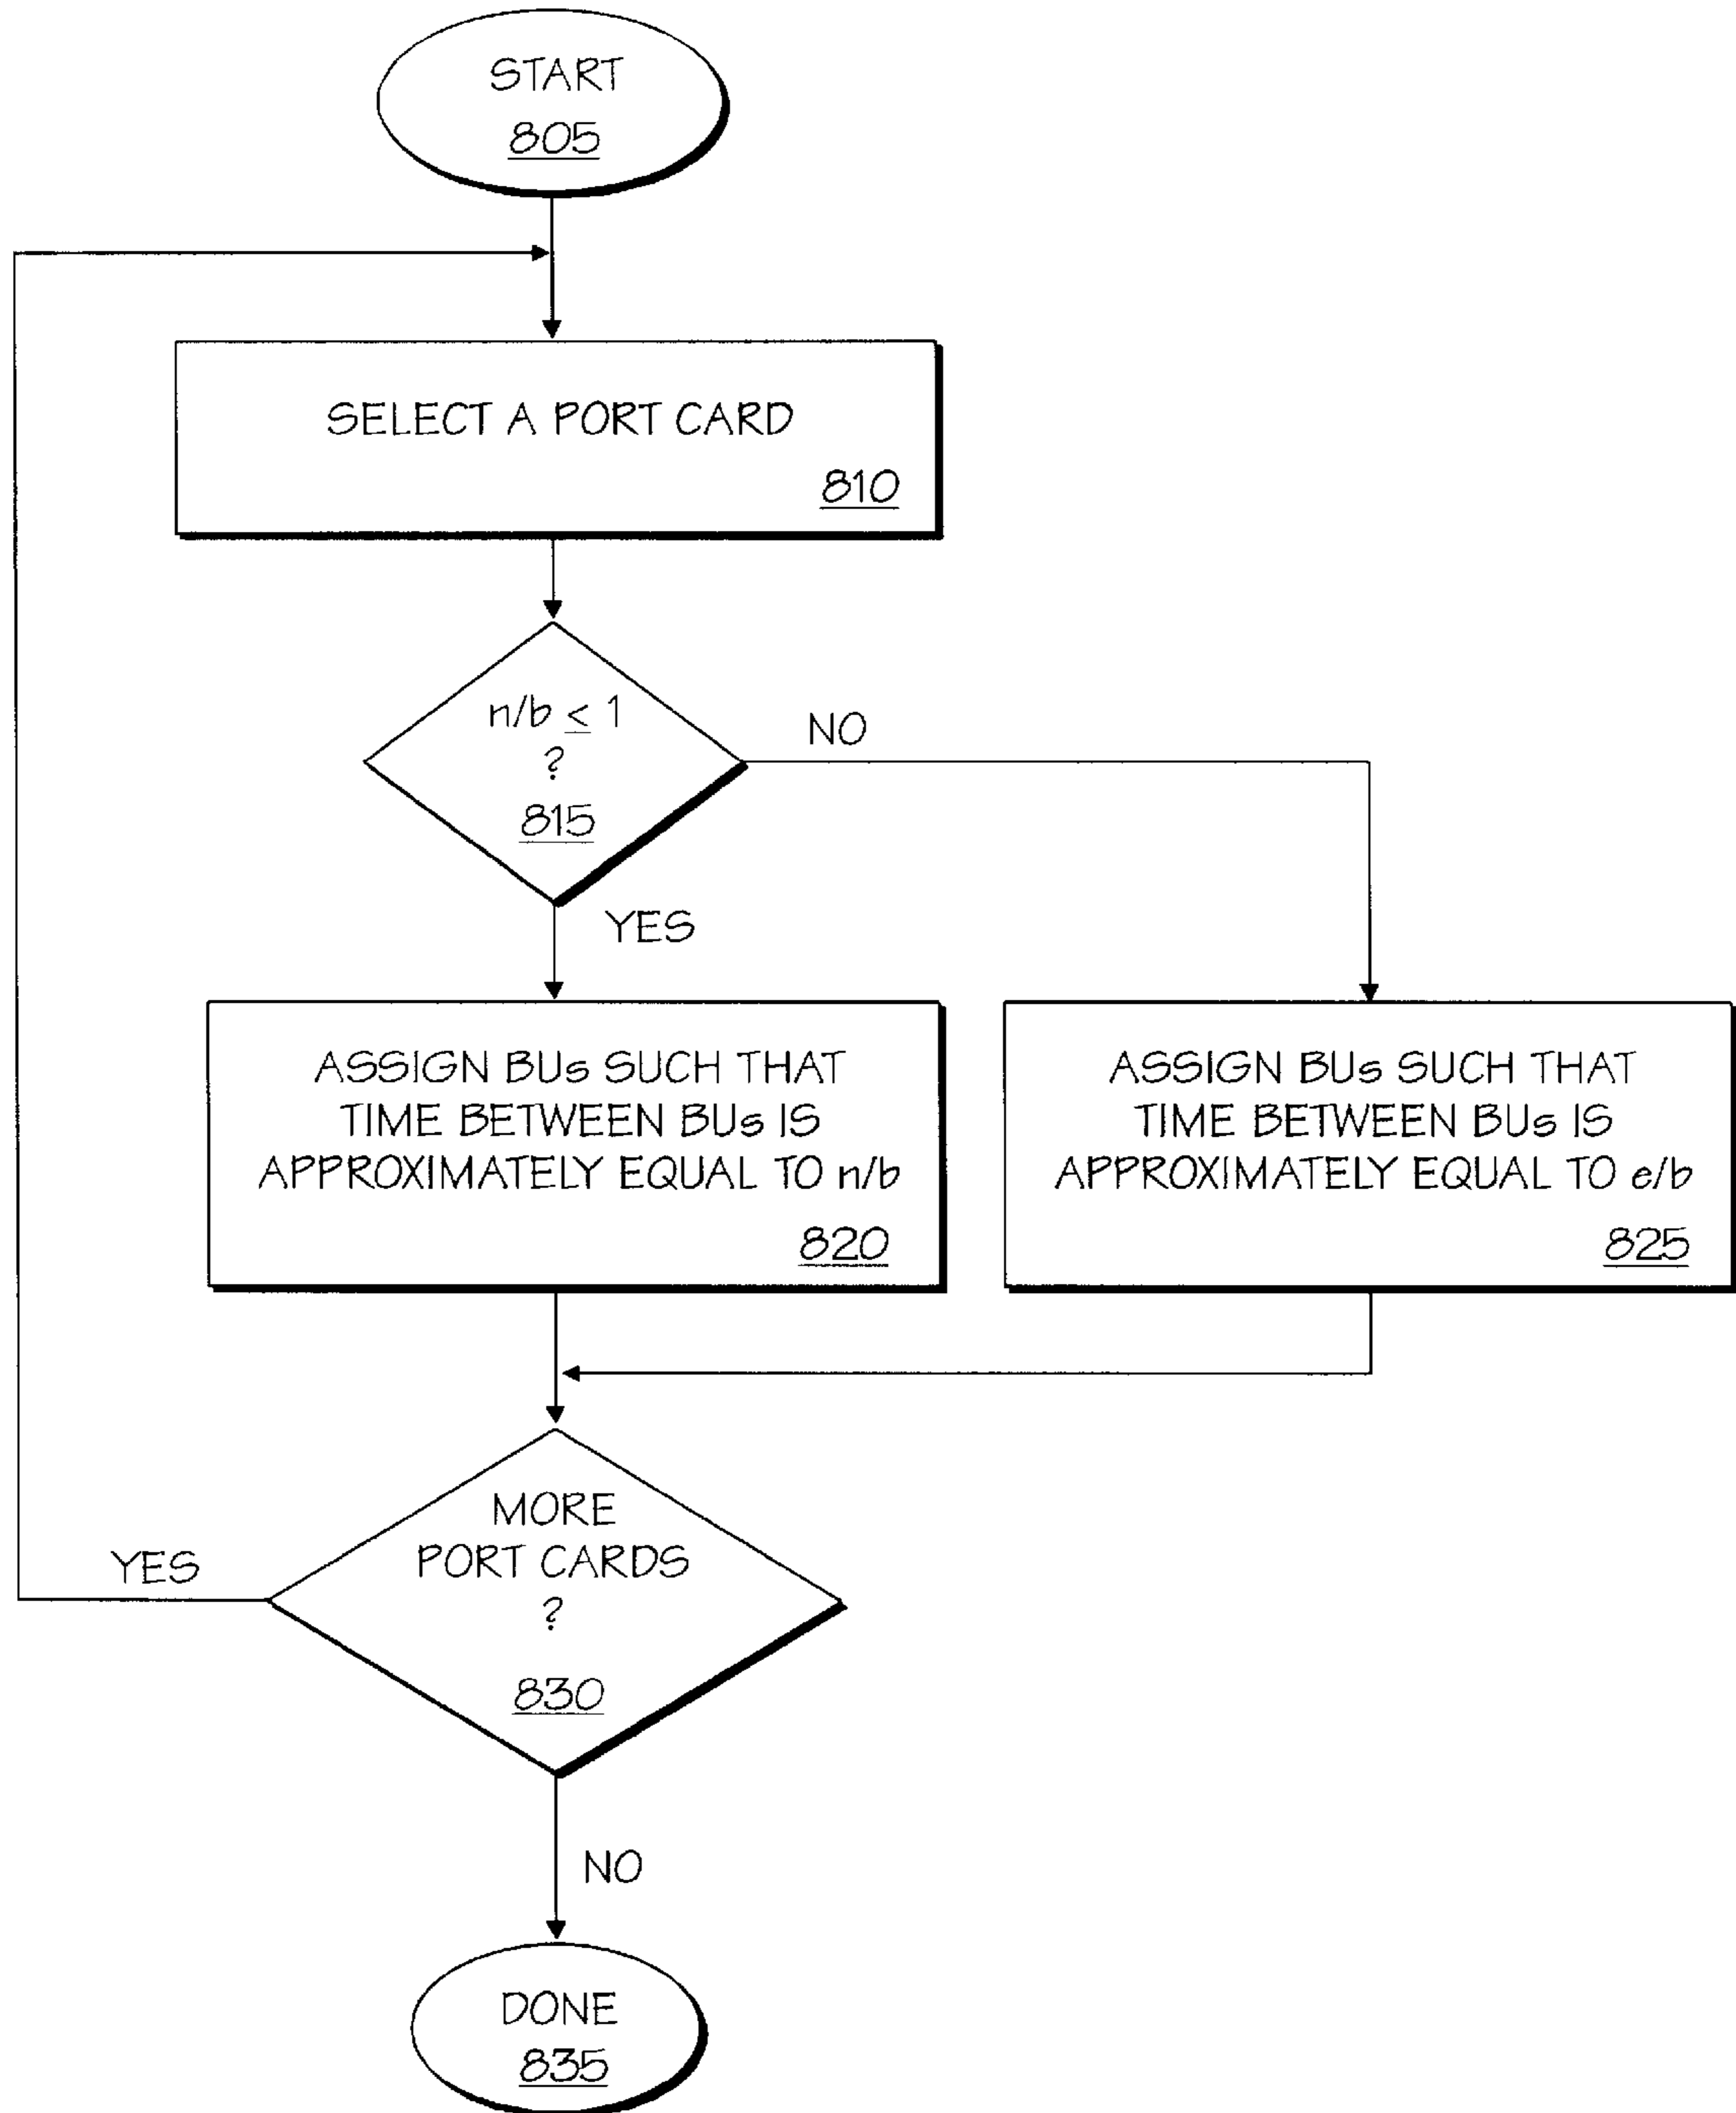 START
805
SELECT A PORT CARD
810
n/b ≤ 1
?
815
NO
YES
ASSIGN BUs SUCH THAT
TIME BETWEEN BUs IS
APPROXIMATELY EQUAL TO n/b
820
ASSIGN BUs SUCH THAT
TIME BETWEEN BUs IS
APPROXIMATELY EQUAL TO e/b
825
MORE
PORT CARDS
?
830
YES
NO
DONE
835